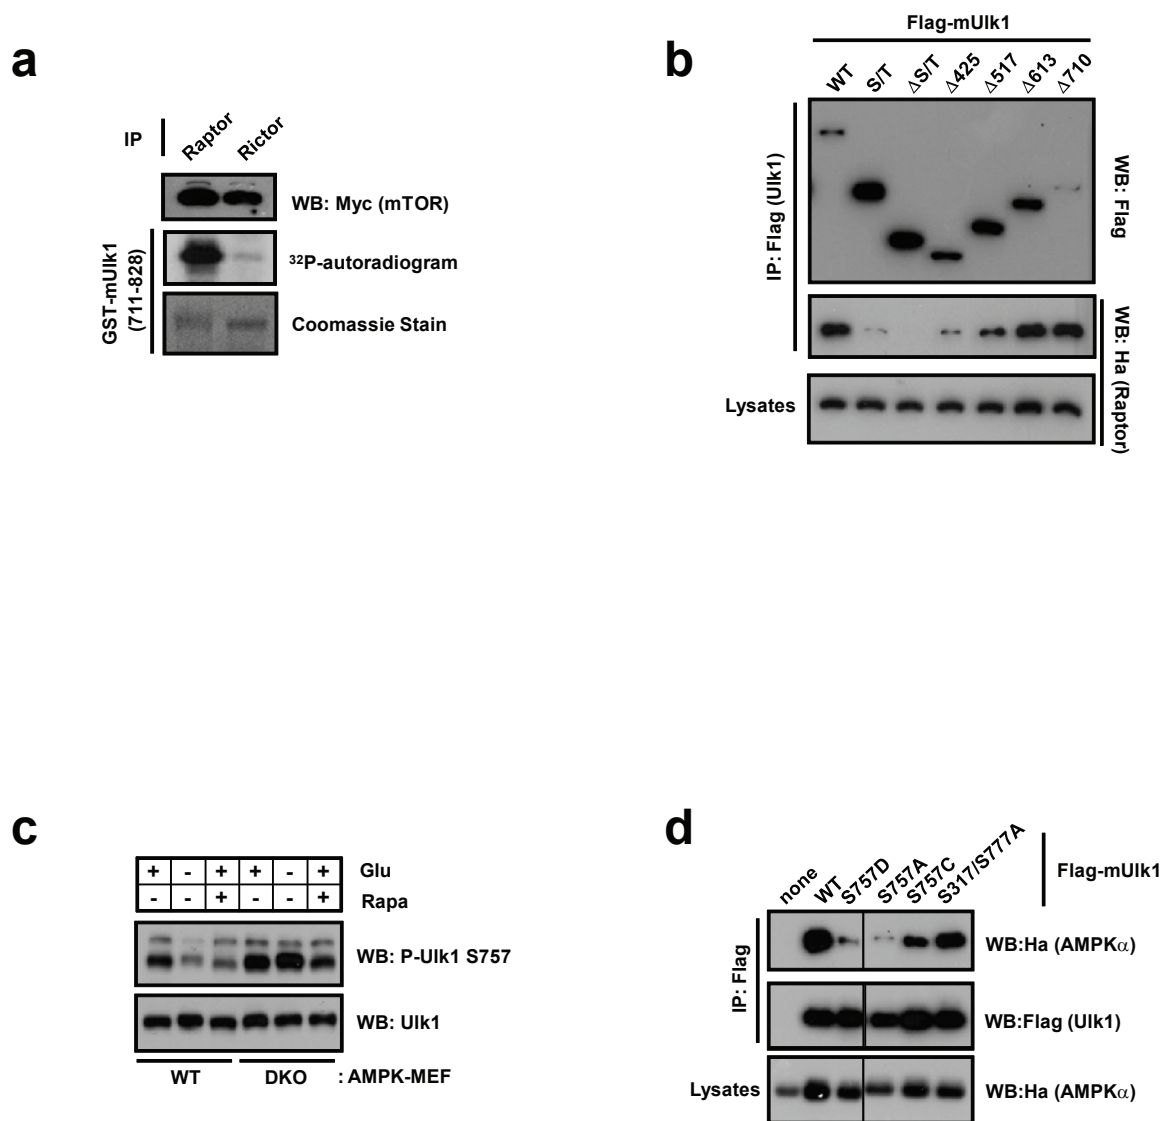 a
IP
Raptor Rictor
WB: Myc (mTOR)
GST-mUlk1
(711-828)
³²P-autoradiogram
Coomassie Stain
b
Flag-mUlk1
WT S/T ΔS/T Δ425 Δ517 Δ613 Δ710
IP: Flag (Ulk1)
WB: Flag
WB: Ha (Raptor)
Lysates
c
+ - + + - + Glu
- - + - - + Rapa
WB: P-Ulk1 S757
WB: Ulk1
WT DKO : AMPK-MEF
d
none WT S757D S757A S757C S317/S777A
Flag-mUlk1
IP: Flag
WB:Ha (AMPKα)
WB:Flag (Ulk1)
Lysates
WB:Ha (AMPKα)